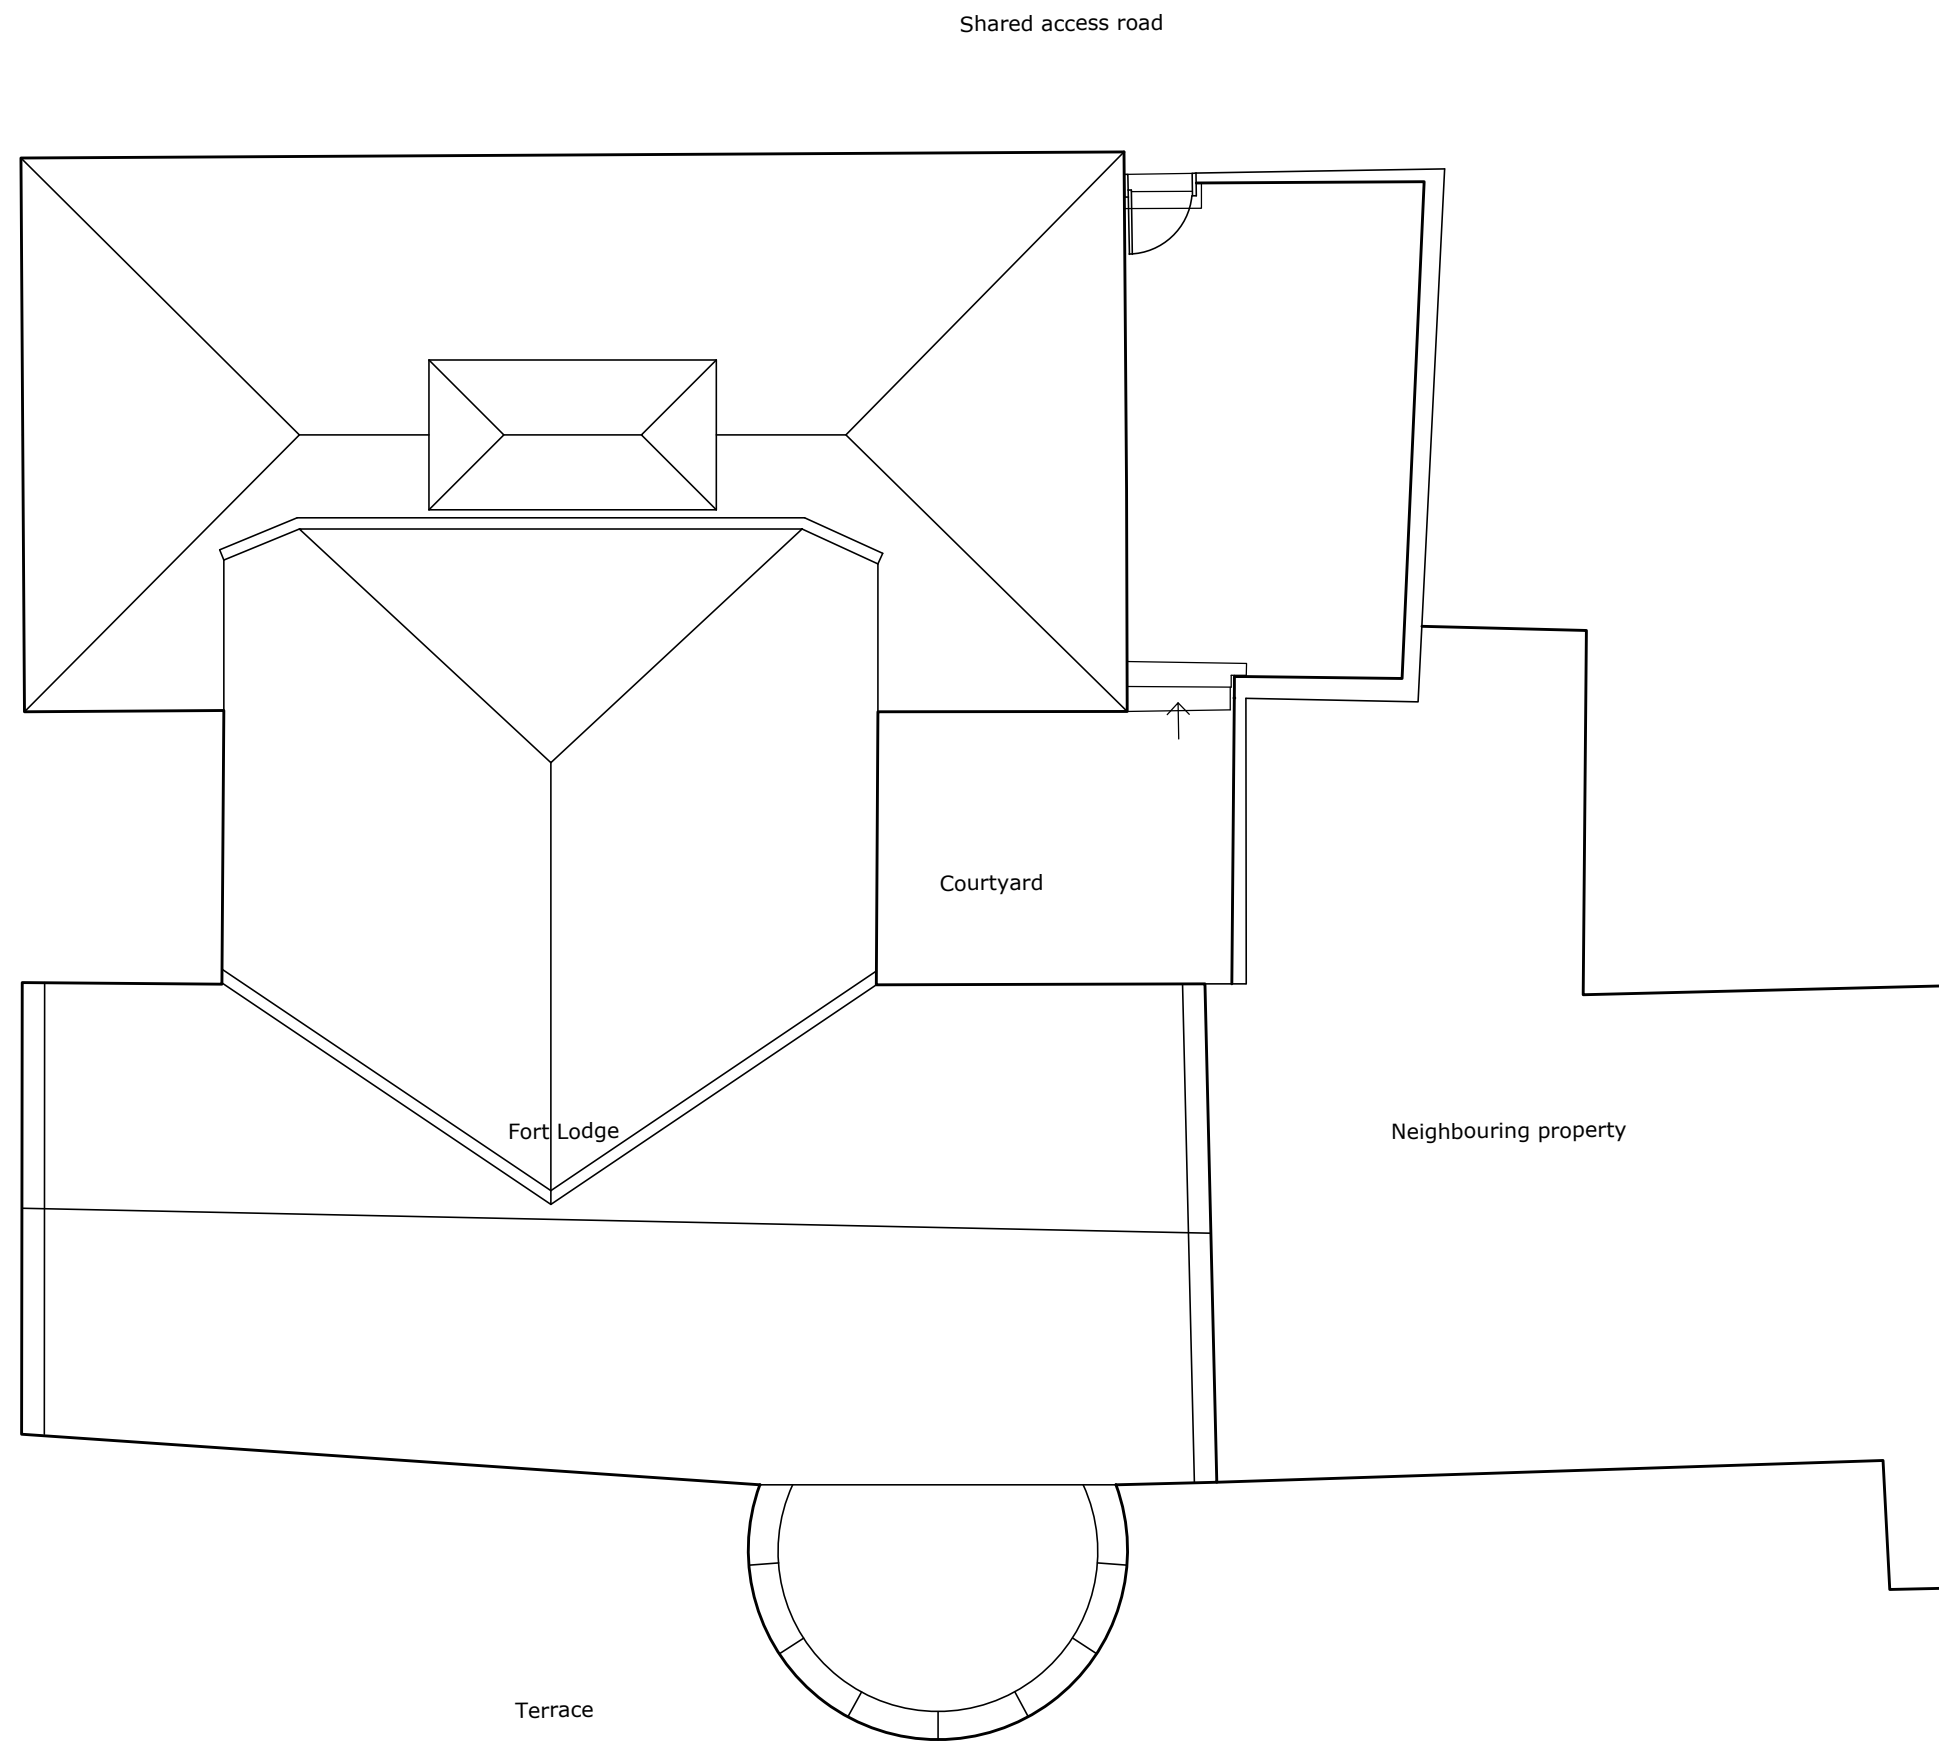 Shared access road
Courtyard
Fort Lodge
Neighbouring property
Terrace